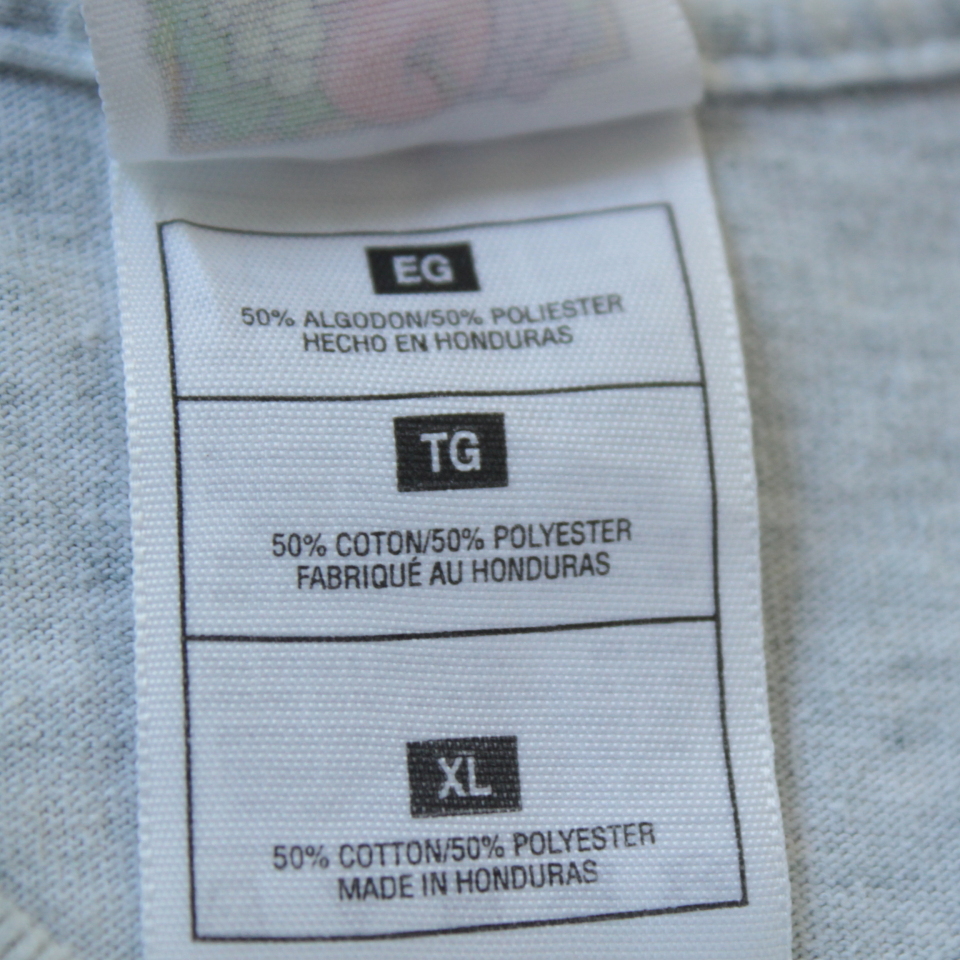 EG
50% ALGODON/50% POLIESTER
HECHO EN HONDURAS
TG
50% COTON/50% POLYESTER
FABRIQUÉ AU HONDURAS
XL
50% COTTON/50% POLYESTER
MADE IN HONDURAS